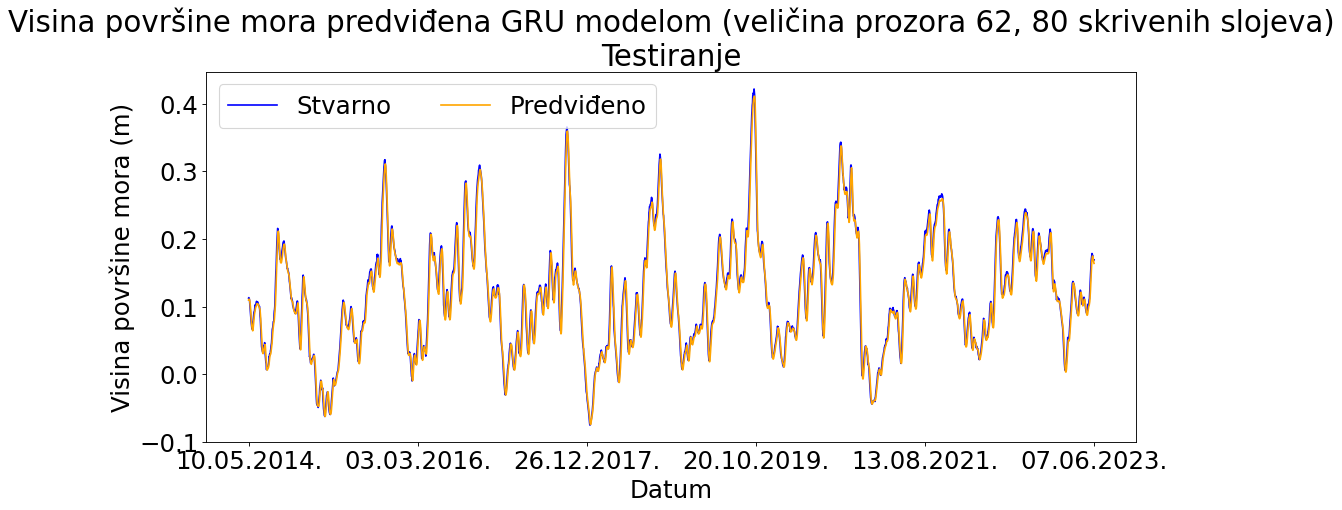 Visina površine mora predviđena GRU modelom (veličina prozora 62, 80 skrivenih slojeva)
Testiranje
Stvarno
Predviđeno
Visina površine mora (m)
0.4
0.3
0.2
0.1
0.0
−0.1
10.05.2014.
03.03.2016.
26.12.2017.
20.10.2019.
13.08.2021.
07.06.2023.
Datum